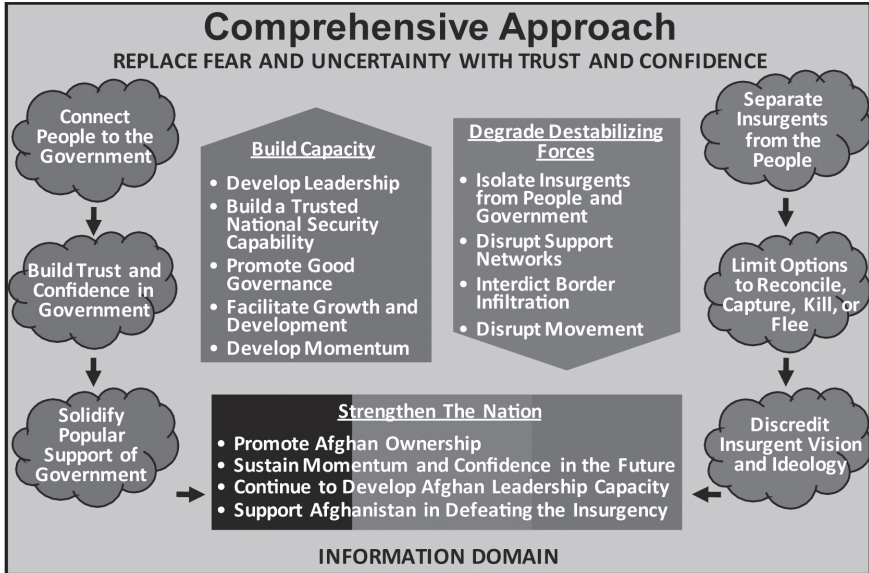 Comprehensive Approach
REPLACE FEAR AND UNCERTAINTY WITH TRUST AND CONFIDENCE
Connect
People to the
Government
Build Trust and
Confidence in
Government
Solidify
Popular
Support of
Government
Build Capacity
• Develop Leadership
• Build a Trusted
National Security
Capability
• Promote Good
Governance
• Facilitate Growth and
Development
• Develop Momentum
Degrade Destabilizing
Forces
• Isolate Insurgents
from People and
Government
• Disrupt Support
Networks
• Interdict Border
Infiltration
• Disrupt Movement
Separate
Insurgents
from the
People
Limit Options
to Reconcile,
Capture, Kill, or
Flee
Discredit
Insurgent Vision
and Ideology
Strengthen The Nation
• Promote Afghan Ownership
• Sustain Momentum and Confidence in the Future
• Continue to Develop Afghan Leadership Capacity
• Support Afghanistan in Defeating the Insurgency
INFORMATION DOMAIN